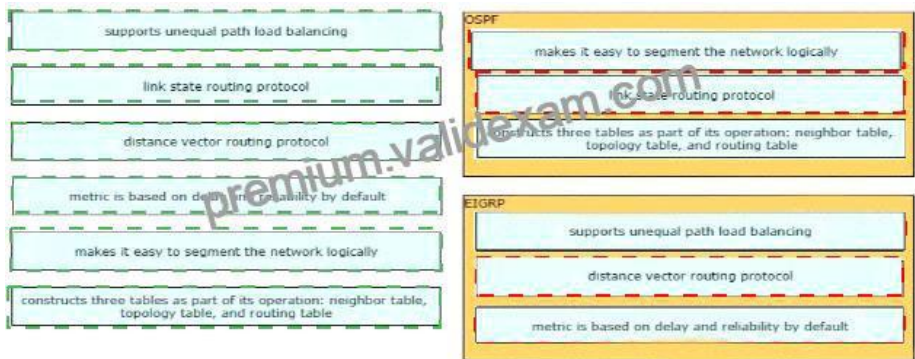 supports unequal path load balancing
link state routing protocol
distance vector routing protocol
metric is based on delay and reliability by default
makes it easy to segment the network logically
constructs three tables as part of its operation: neighbor table,
topology table, and routing table
OSPF
makes it easy to segment the network logically
link state routing protocol
constructs three tables as part of its operation: neighbor table,
topology table, and routing table
EIGRP
supports unequal path load balancing
distance vector routing protocol
metric is based on delay and reliability by default
premium.validexam.com